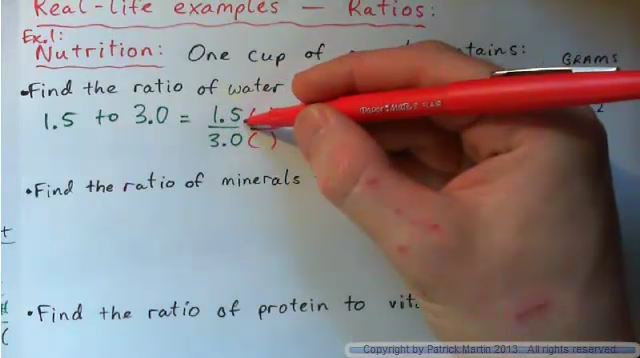 Real-life examples — Ratios:
Ex.1:
Nutrition: One cup of
GRAMS
• Find the ratio of water
1.5 to 3.0 = 1.5 ( )
3.0 ( )
2
• Find the ratio of minerals
• Find the ratio of protein to
Copyright by Patrick Martin 2013. All rights reserved.